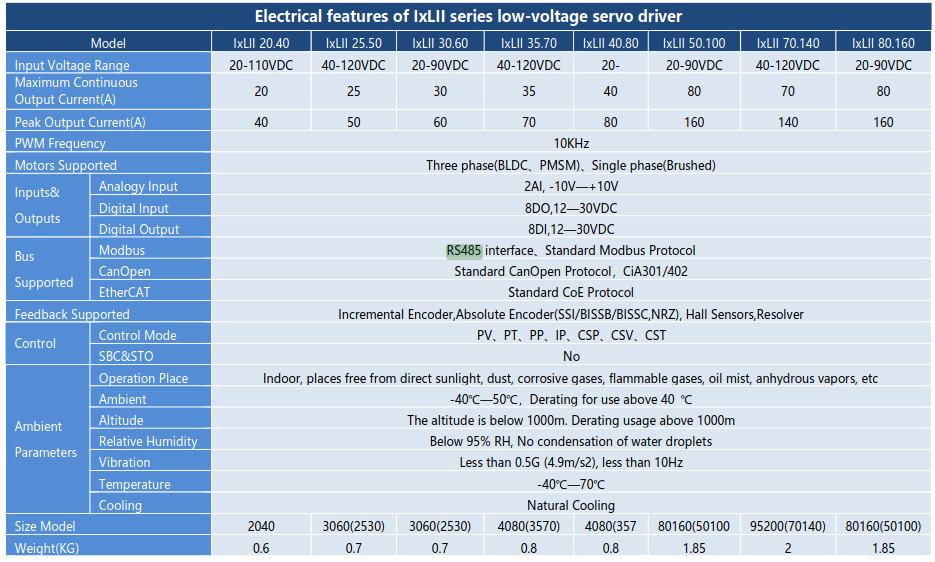 Electrical features of IxLII series low-voltage servo driver
Model IxLII 20.40 IxLII 25.50 IxLII 30.60 IxLII 35.70 IxLII 40.80 IxLII 50.100 IxLII 70.140 IxLII 80.160
Input Voltage Range 20-110VDC 40-120VDC 20-90VDC 40-120VDC 20- 20-90VDC 40-120VDC 20-90VDC
Maximum Continuous
Output Current(A) 20 25 30 35 40 80 70 80
Peak Output Current(A) 40 50 60 70 80 160 140 160
PWM Frequency 10KHz
Motors Supported Three phase(BLDC、PMSM)、Single phase(Brushed)
Inputs&
Outputs
Analogy Input 2AI, -10V—+10V
Digital Input 8DO,12—30VDC
Digital Output 8DI,12—30VDC
Bus
Supported
Modbus RS485 interface、Standard Modbus Protocol
CanOpen Standard CanOpen Protocol，CiA301/402
EtherCAT Standard CoE Protocol
Feedback Supported Incremental Encoder,Absolute Encoder(SSI/BISSB/BISSC,NRZ), Hall Sensors,Resolver
Control
Control Mode PV、PT、PP、IP、CSP、CSV、CST
SBC&STO No
Ambient
Parameters
Operation Place Indoor, places free from direct sunlight, dust, corrosive gases, flammable gases, oil mist, anhydrous vapors, etc
Ambient -40℃—50℃，Derating for use above 40 ℃
Altitude The altitude is below 1000m. Derating usage above 1000m
Relative Humidity Below 95% RH, No condensation of water droplets
Vibration Less than 0.5G (4.9m/s2), less than 10Hz
Temperature -40℃—70℃
Cooling Natural Cooling
Size Model 2040 3060(2530) 3060(2530) 4080(3570) 4080(357 80160(50100 95200(70140) 80160(50100)
Weight(KG) 0.6 0.7 0.7 0.8 0.8 1.85 2 1.85